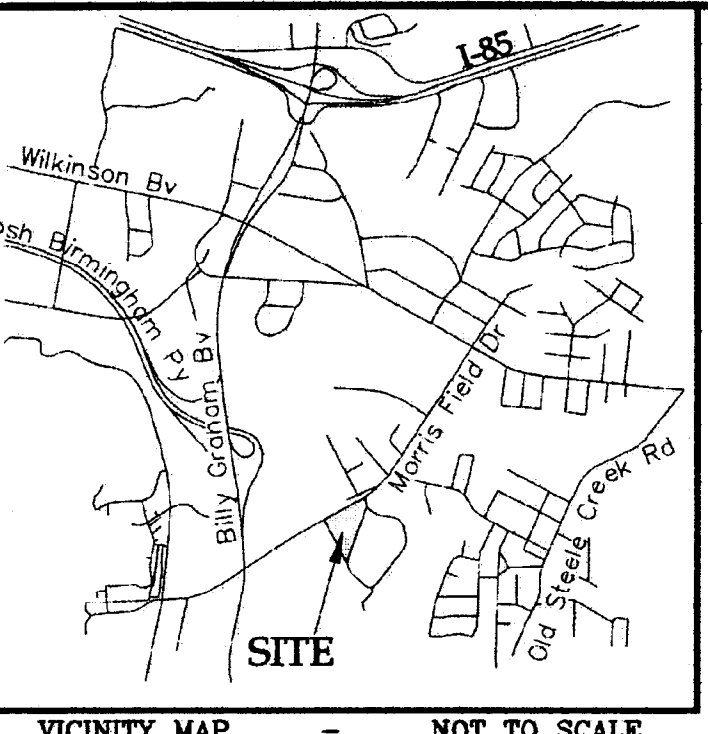 I-85
Wilkinson Bv
osh Birmingham Py
Billy Graham Bv
Morris Field Dr
Old Steele Creek Rd
SITE
VICINITY MAP - NOT TO SCALE